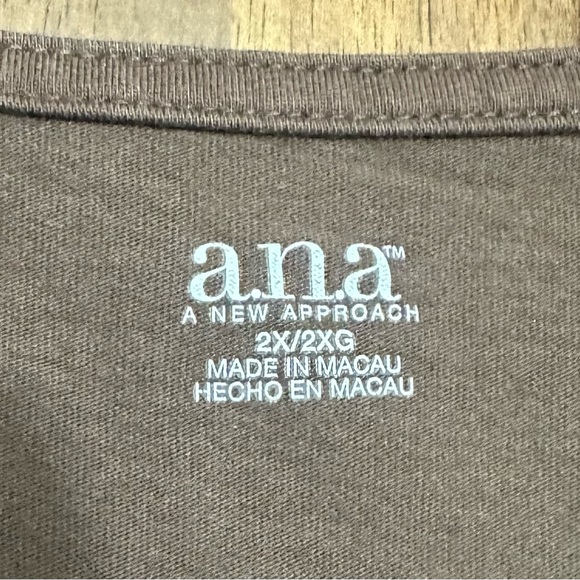 a.n.a™
A NEW APPROACH
2X/2XG
MADE IN MACAU
HECHO EN MACAU